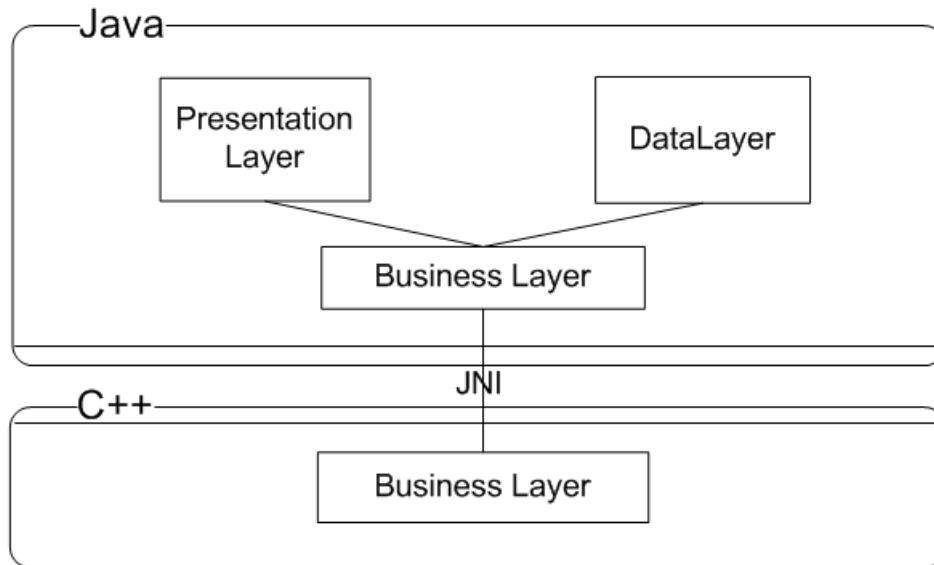 Java
Presentation
Layer
DataLayer
Business Layer
JNI
C++
Business Layer